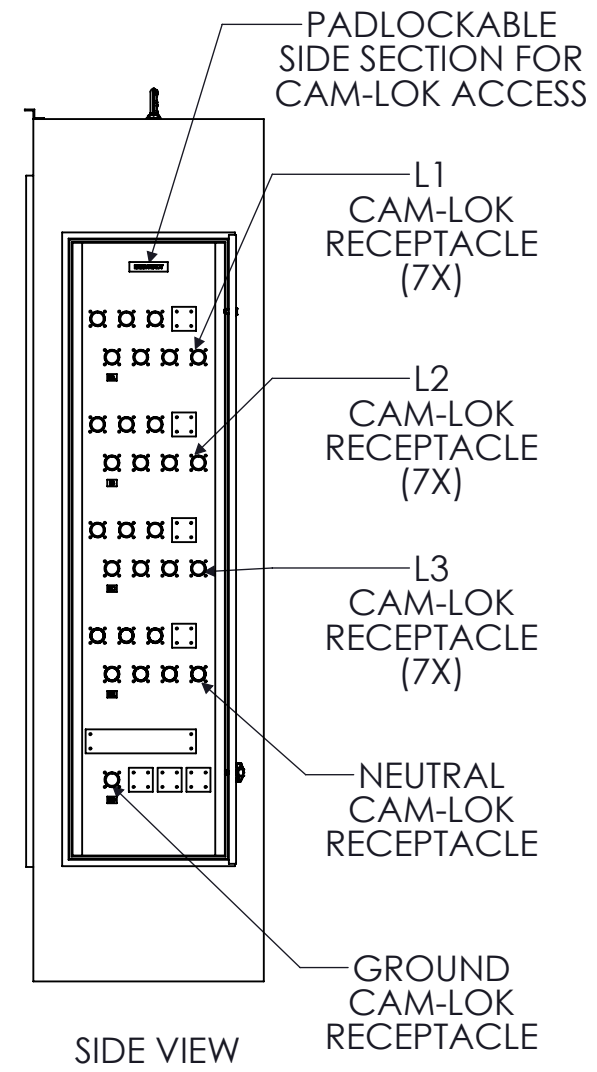 PADLOCKABLE
SIDE SECTION FOR
CAM-LOK ACCESS
L1
CAM-LOK
RECEPTACLE
(7X)
L2
CAM-LOK
RECEPTACLE
(7X)
L3
CAM-LOK
RECEPTACLE
(7X)
NEUTRAL
CAM-LOK
RECEPTACLE
GROUND
CAM-LOK
RECEPTACLE
SIDE VIEW